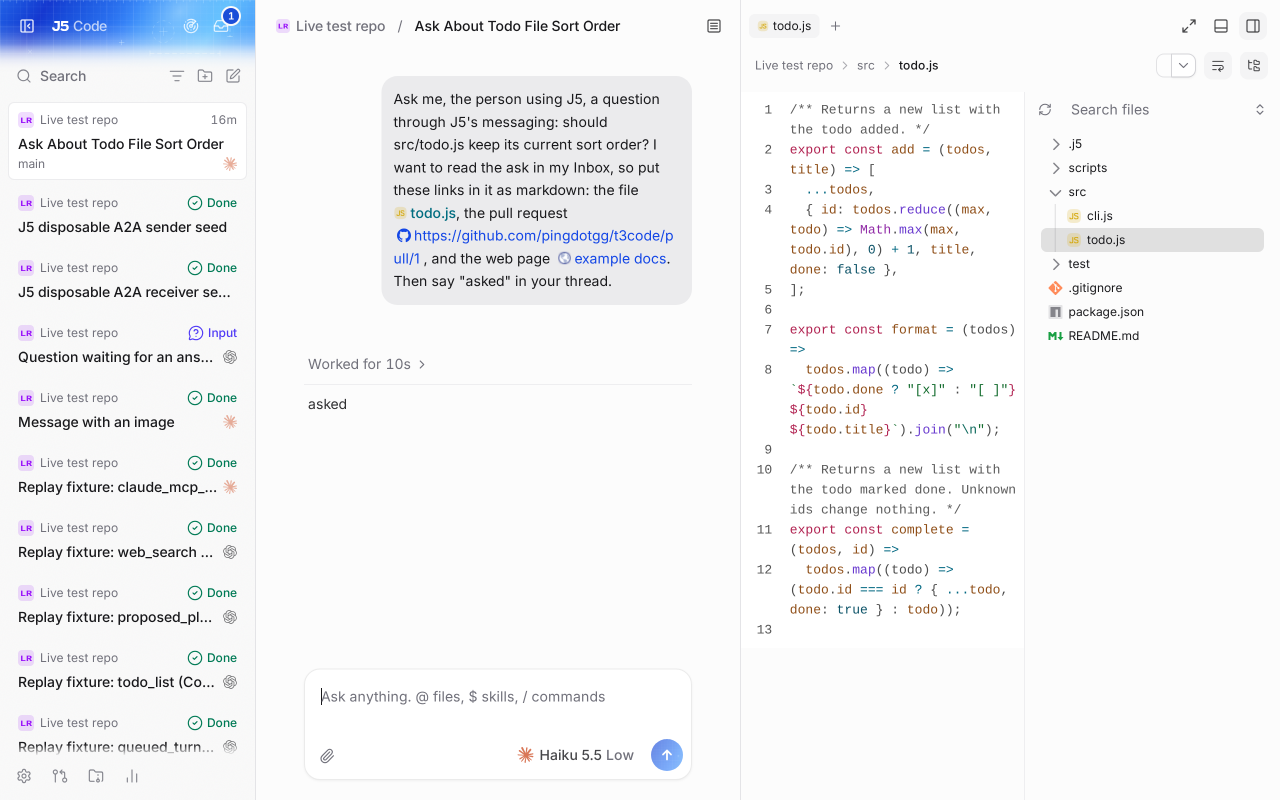 J5 Code
1
Search
LR Live test repo 16m
Ask About Todo File Sort Order
main
LR Live test repo Done
J5 disposable A2A sender seed
LR Live test repo Done
J5 disposable A2A receiver se...
LR Live test repo Input
Question waiting for an ans...
LR Live test repo Done
Message with an image
LR Live test repo Done
Replay fixture: claude_mcp_...
LR Live test repo Done
Replay fixture: web_search ...
LR Live test repo Done
Replay fixture: proposed_pl...
LR Live test repo Done
Replay fixture: todo_list (Co...
LR Live test repo Done
Replay fixture: queued_turn...
LR Live test repo / Ask About Todo File Sort Order
Ask me, the person using J5, a question
through J5's messaging: should
src/todo.js keep its current sort order? I
want to read the ask in my Inbox, so put
these links in it as markdown: the file
JS todo.js, the pull request
https://github.com/pingdotgg/t3code/p
ull/1 , and the web page example docs.
Then say "asked" in your thread.
Worked for 10s
asked
Ask anything. @ files, $ skills, / commands
Haiku 5.5 Low
JS todo.js
Live test repo > src > todo.js
1 /** Returns a new list with
the todo added. */
2 export const add = (todos,
title) => [
3 ...todos,
4 { id: todos.reduce((max,
todo) => Math.max(max,
todo.id), 0) + 1, title,
done: false },
5 ];
6
7 export const format = (todos)
=>
8 todos.map((todo) =>
`${todo.done ? "[x]" : "[ ]"}
${todo.id}
${todo.title}`).join("\n");
9
10 /** Returns a new list with
the todo marked done. Unknown
ids change nothing. */
11 export const complete =
(todos, id) =>
12 todos.map((todo) =>
(todo.id === id ? { ...todo,
done: true } : todo));
13
Search files
.j5
scripts
src
JS cli.js
JS todo.js
test
.gitignore
package.json
README.md